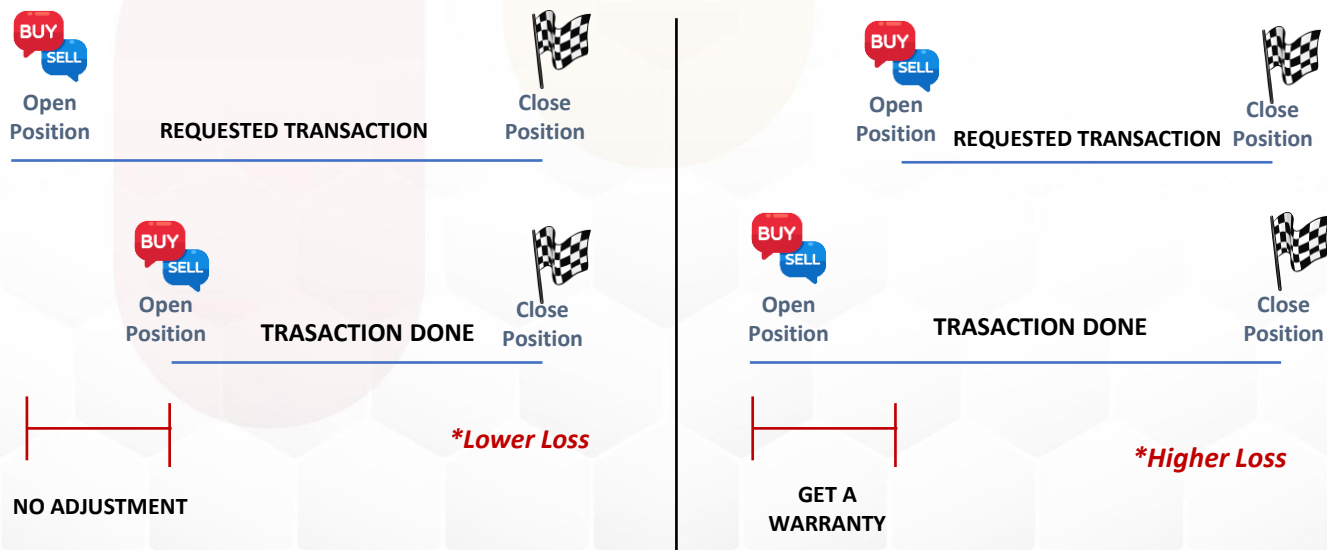 BUY
SELL
Open
Position
REQUESTED TRANSACTION
Close
Position
BUY
SELL
Open
Position
TRASACTION DONE
Close
Position
*Lower Loss
NO ADJUSTMENT
BUY
SELL
Open
Position
REQUESTED TRANSACTION
Close
Position
BUY
SELL
Open
Position
TRASACTION DONE
Close
Position
*Higher Loss
GET A
WARRANTY